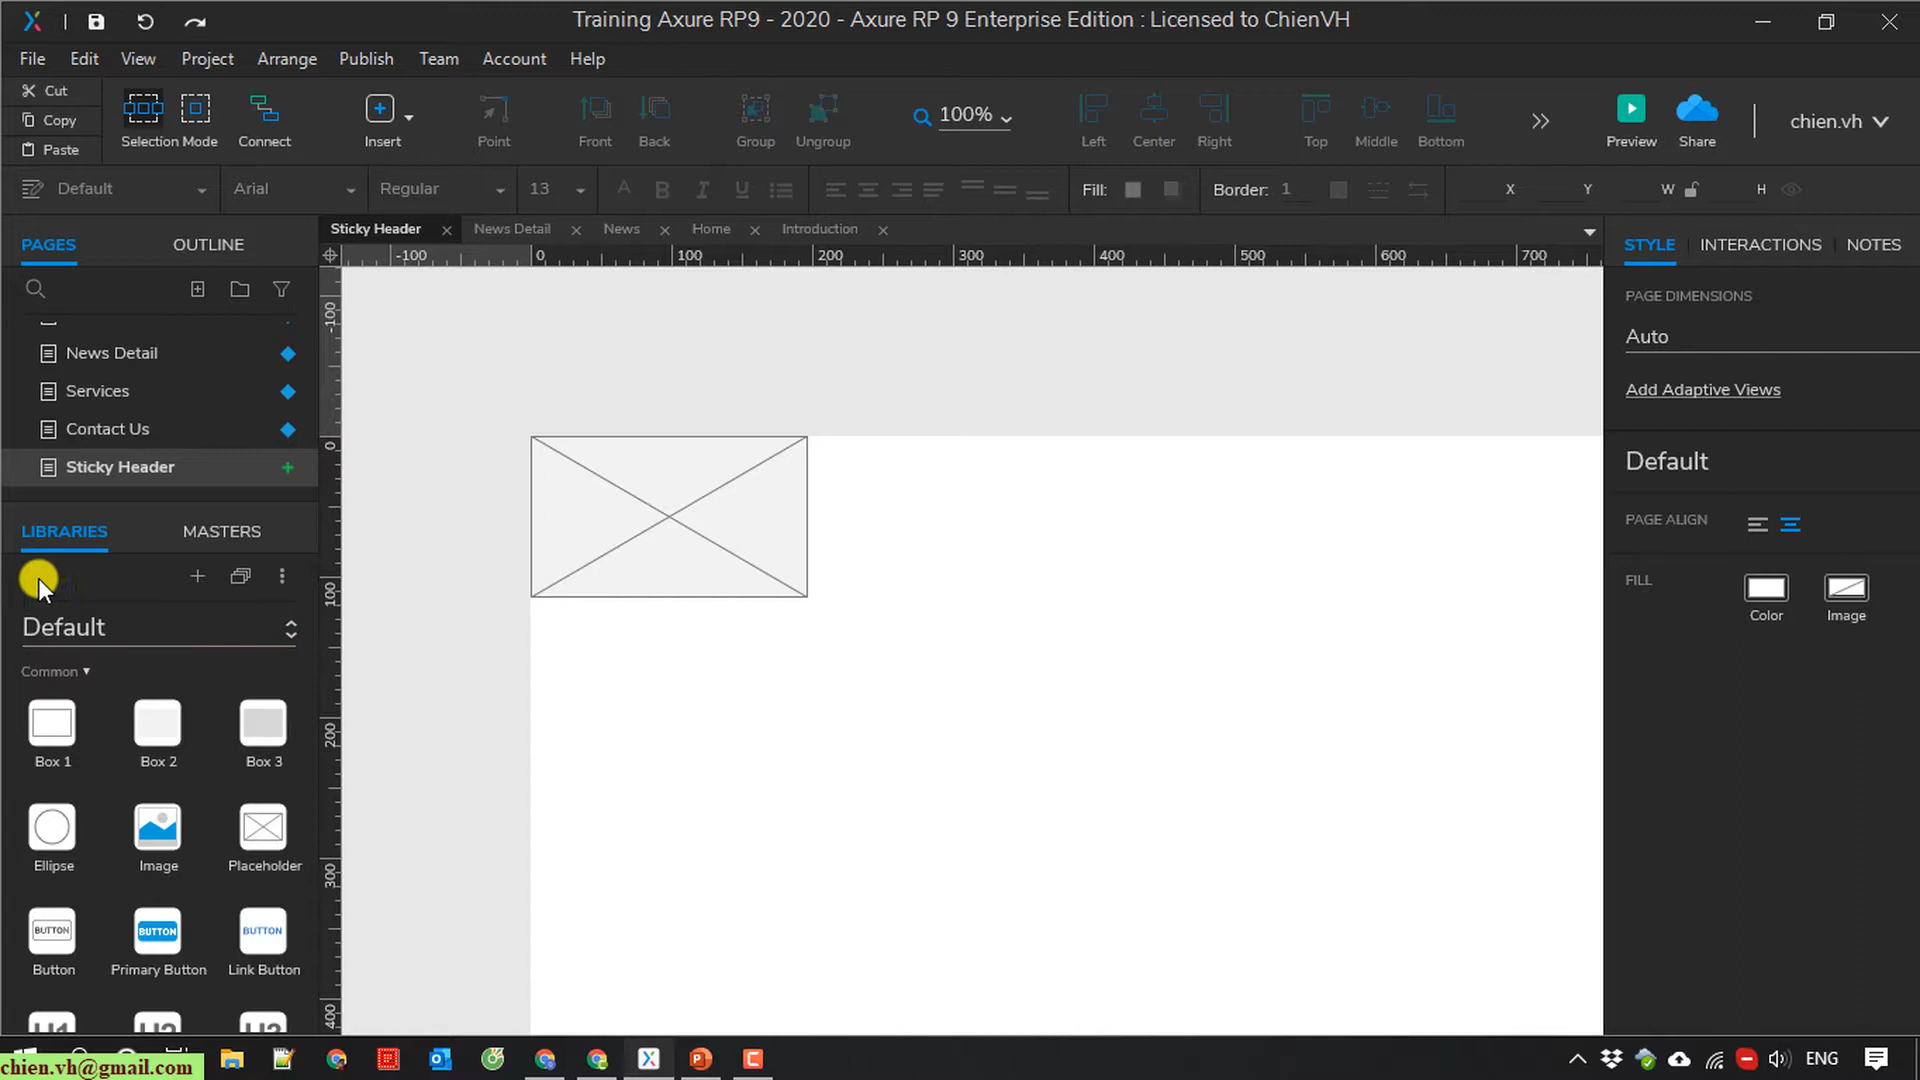 Training Axure RP9 - 2020 - Axure RP 9 Enterprise Edition : Licensed to ChienVH
File Edit View Project Arrange Publish Team Account Help
Cut
Copy
Paste
Selection Mode
Connect
Insert
Point
Front
Back
Group
Ungroup
100%
Left
Center
Right
Top
Middle
Bottom
Preview
Share
chien.vh
Default
Arial
Regular
13
Fill:
Border: 1
X
Y
W
H
PAGES
OUTLINE
Sticky Header
News Detail
News
Home
Introduction
STYLE
INTERACTIONS
NOTES
-100 0 100 200 300 400 500 600 700
-100
0
100
200
300
400
News Detail
Services
Contact Us
Sticky Header
LIBRARIES
MASTERS
Default
Common
Box 1
Box 2
Box 3
Ellipse
Image
Placeholder
BUTTON
BUTTON
BUTTON
Button
Primary Button
Link Button
PAGE DIMENSIONS
Auto
Add Adaptive Views
Default
PAGE ALIGN
FILL
Color
Image
chien.vh@gmail.com
ENG